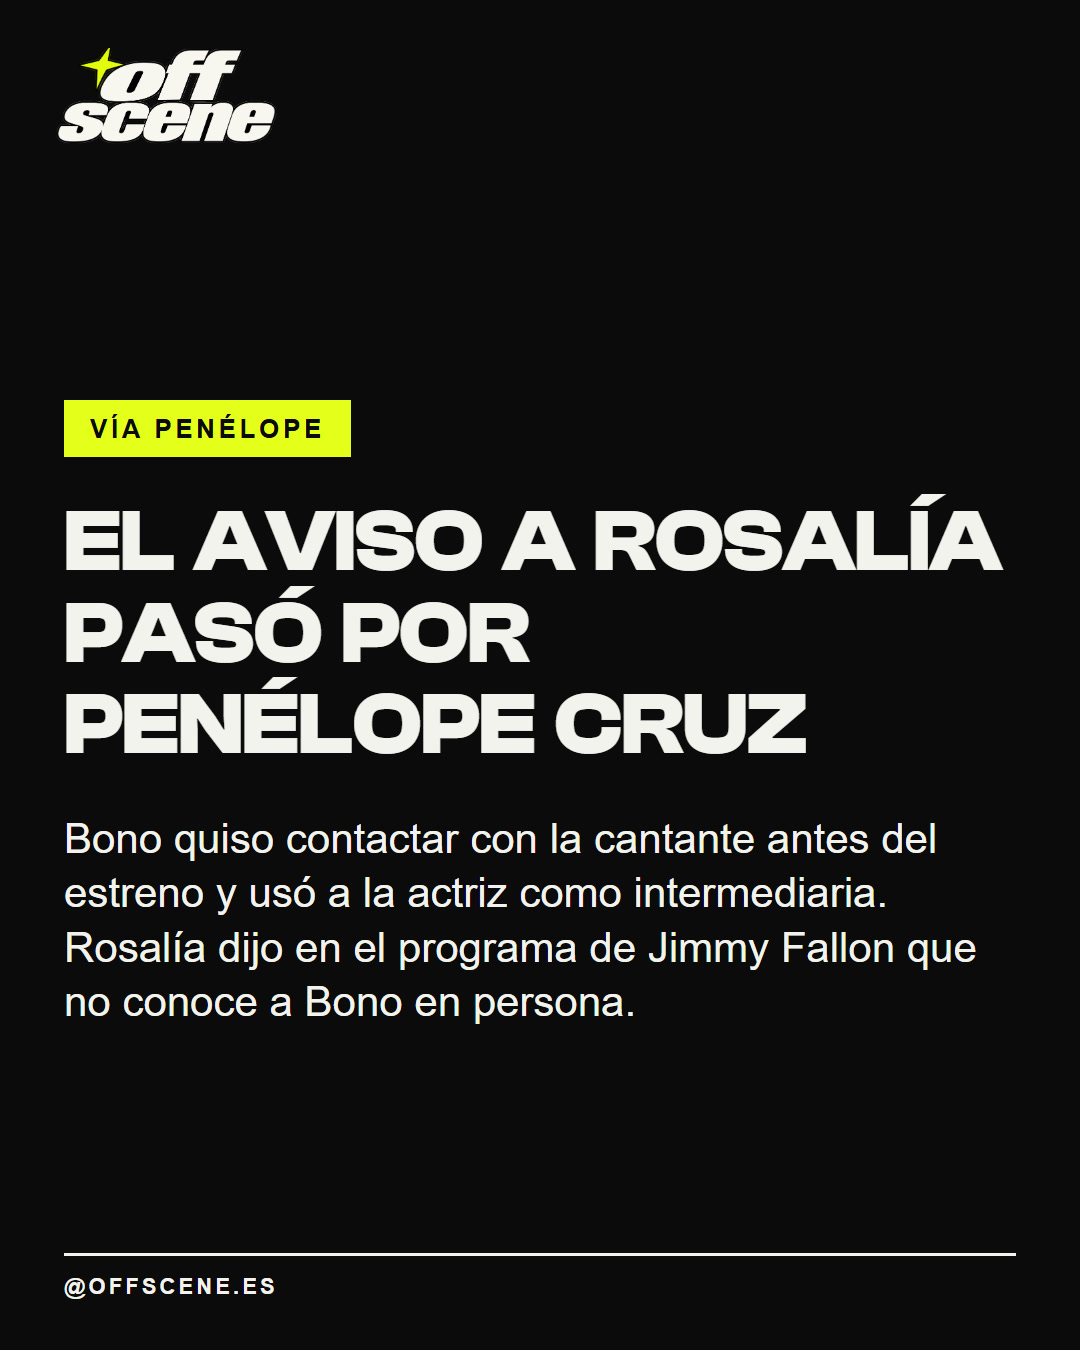 off
scene
VÍA PENÉLOPE
EL AVISO A ROSALÍA
PASÓ POR
PENÉLOPE CRUZ
Bono quiso contactar con la cantante antes del
estreno y usó a la actriz como intermediaria.
Rosalía dijo en el programa de Jimmy Fallon que
no conoce a Bono en persona.
@OFFSCENE.ES